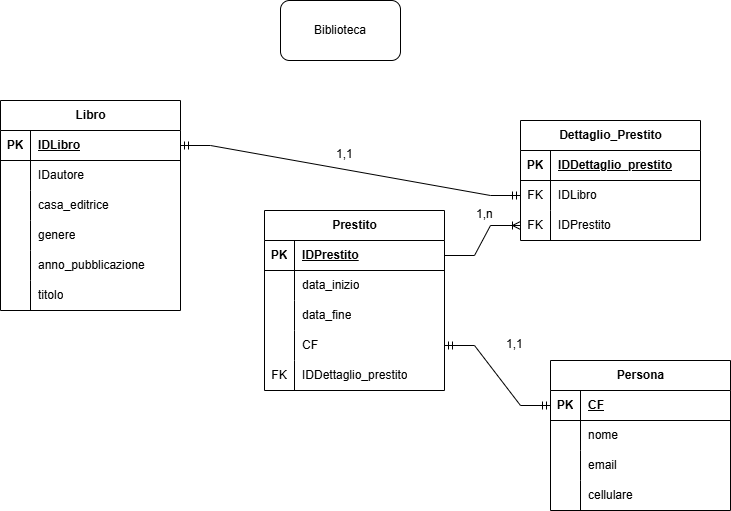 Biblioteca
Libro
PK IDLibro
IDautore
casa_editrice
genere
anno_pubblicazione
titolo
1,1
Dettaglio_Prestito
PK IDDettaglio_prestito
FK IDLibro
FK IDPrestito
1,n
Prestito
PK IDPrestito
data_inizio
data_fine
CF
FK IDDettaglio_prestito
1,1
Persona
PK CF
nome
email
cellulare